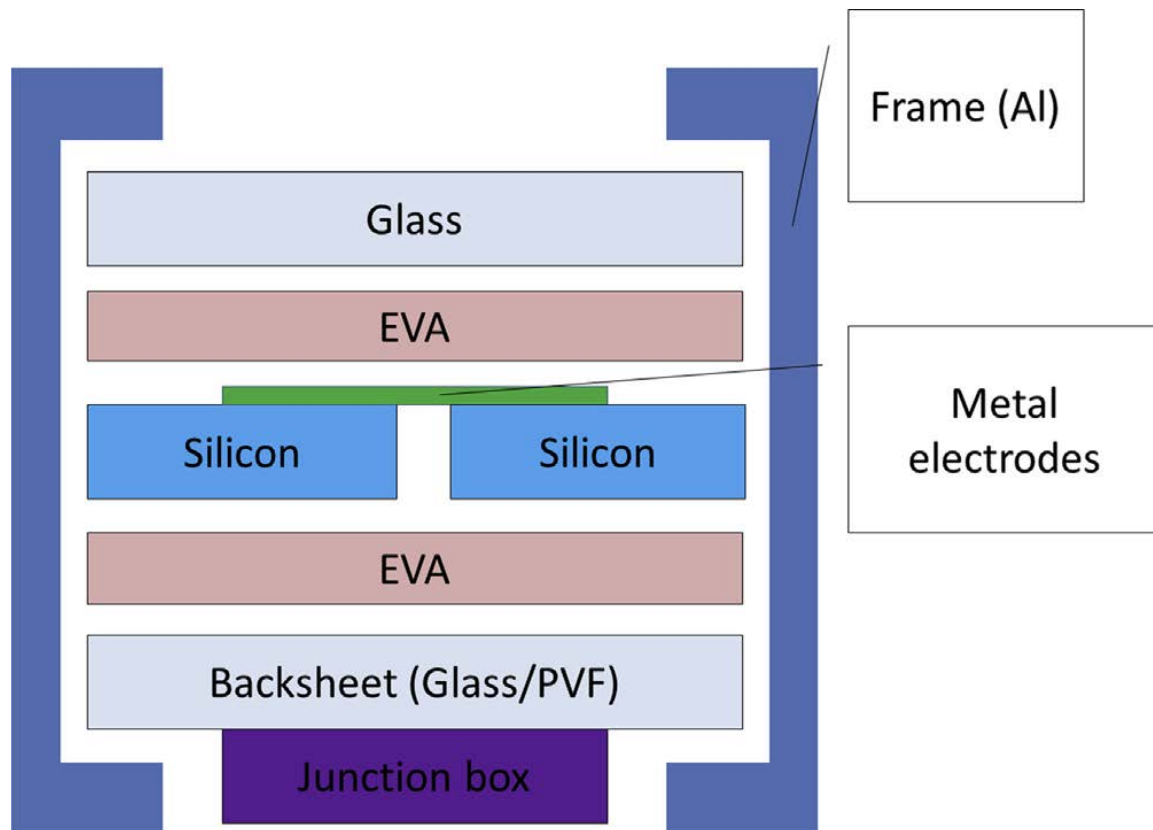 Frame (Al)
Glass
EVA
Silicon
Silicon
Metal
electrodes
EVA
Backsheet (Glass/PVF)
Junction box